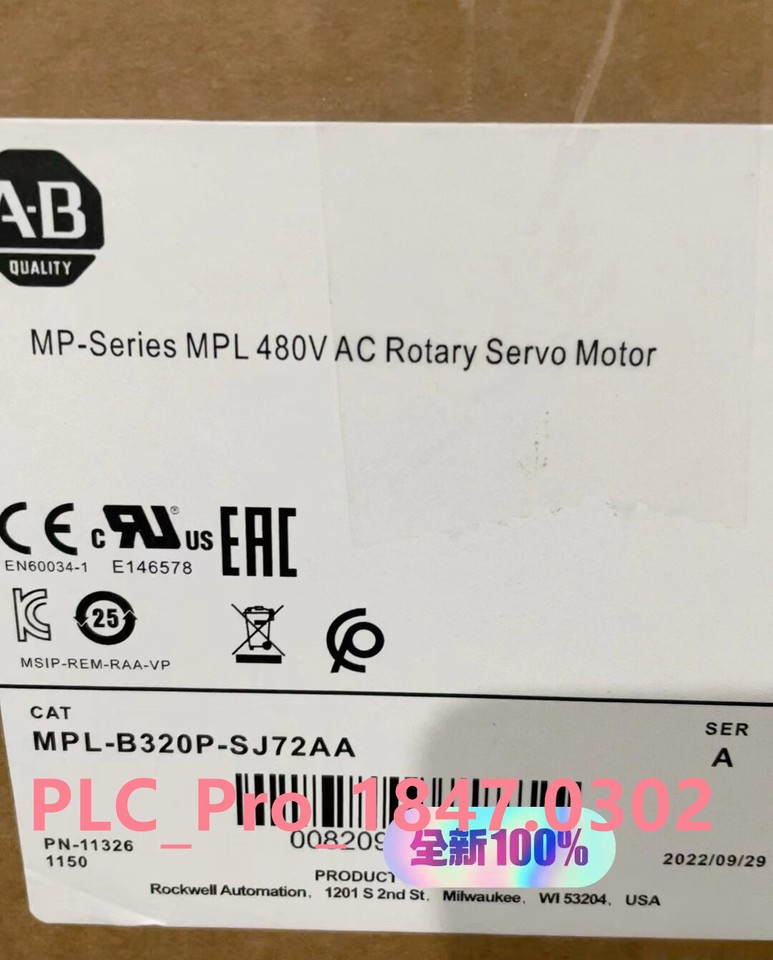 A-B
QUALITY
MP-Series MPL 480V AC Rotary Servo Motor
CE c RU® US EAC
EN60034-1 E146578
25
MSIP-REM-RAA-VP
CAT
MPL-B320P-SJ72AA
SER
A
PLC_Pro_1847.0302
008209
全新100%
PN-11326
1150
2022/09/29
PRODUCT
Rockwell Automation, 1201 S 2nd St. Milwaukee, WI 53204, USA